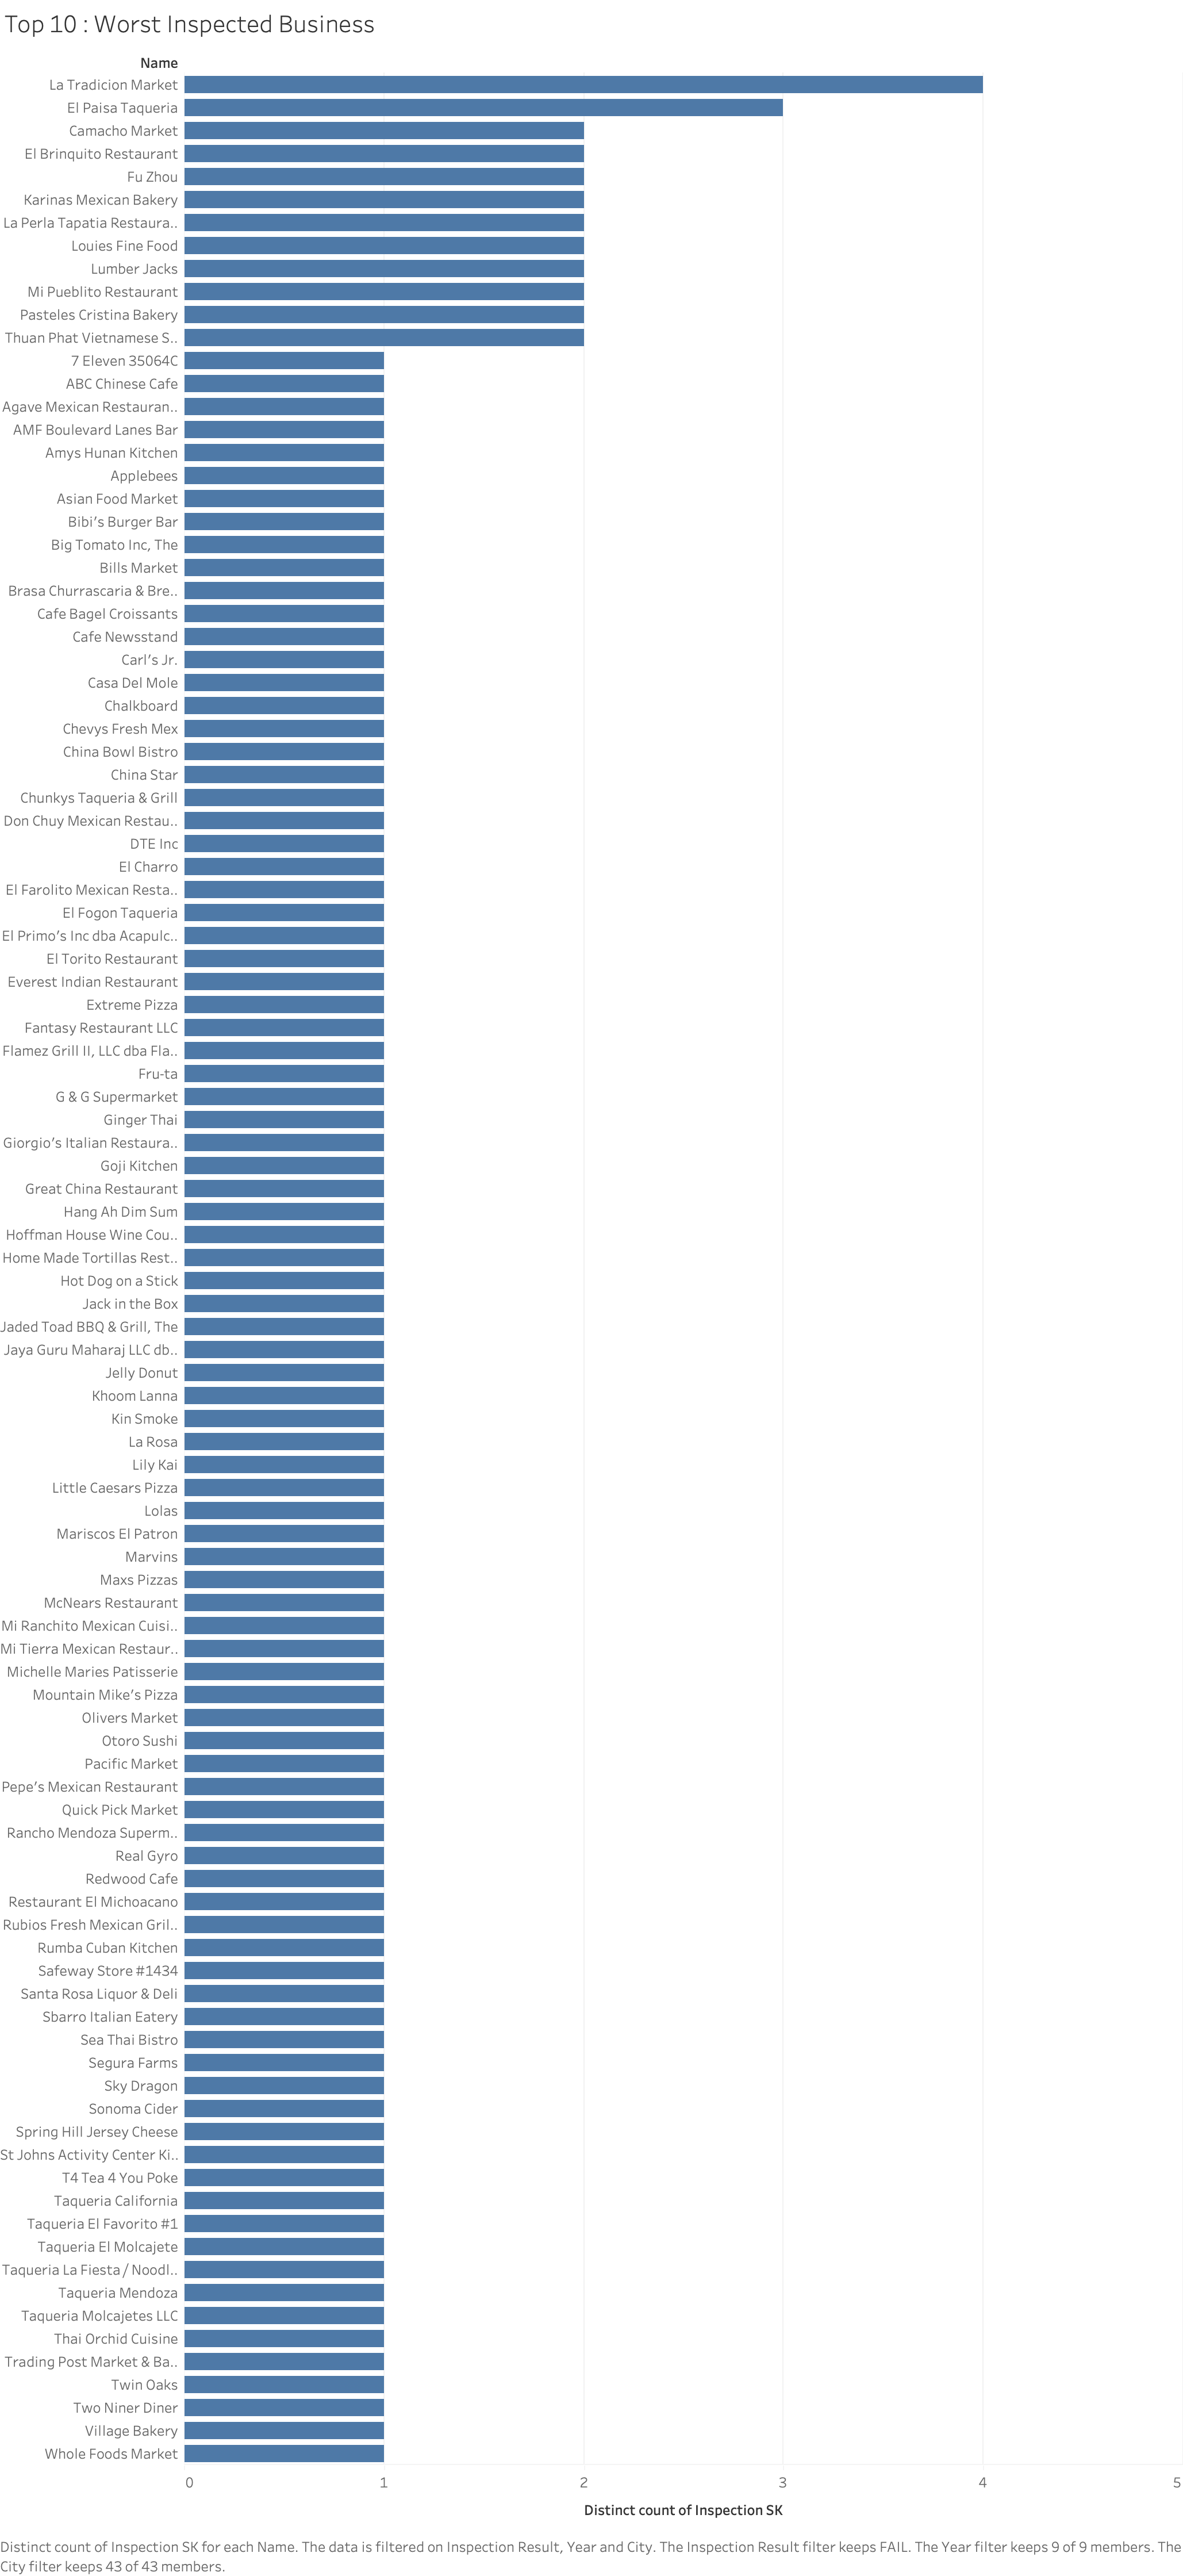 Top 10 : Worst Inspected Business
Name
La Tradicion Market
El Paisa Taqueria
Camacho Market
El Brinquito Restaurant
Fu Zhou
Karinas Mexican Bakery
La Perla Tapatia Restaura..
Louies Fine Food
Lumber Jacks
Mi Pueblito Restaurant
Pasteles Cristina Bakery
Thuan Phat Vietnamese S..
7 Eleven 35064C
ABC Chinese Cafe
Agave Mexican Restauran..
AMF Boulevard Lanes Bar
Amys Hunan Kitchen
Applebees
Asian Food Market
Bibi's Burger Bar
Big Tomato Inc, The
Bills Market
Brasa Churrascaria & Bre..
Cafe Bagel Croissants
Cafe Newsstand
Carl's Jr.
Casa Del Mole
Chalkboard
Chevys Fresh Mex
China Bowl Bistro
China Star
Chunkys Taqueria & Grill
Don Chuy Mexican Restau..
DTE Inc
El Charro
El Farolito Mexican Resta..
El Fogon Taqueria
El Primo's Inc dba Acapulc..
El Torito Restaurant
Everest Indian Restaurant
Extreme Pizza
Fantasy Restaurant LLC
Flamez Grill II, LLC dba Fla..
Fru-ta
G & G Supermarket
Ginger Thai
Giorgio's Italian Restaura..
Goji Kitchen
Great China Restaurant
Hang Ah Dim Sum
Hoffman House Wine Cou..
Home Made Tortillas Rest..
Hot Dog on a Stick
Jack in the Box
Jaded Toad BBQ & Grill, The
Jaya Guru Maharaj LLC db..
Jelly Donut
Khoom Lanna
Kin Smoke
La Rosa
Lily Kai
Little Caesars Pizza
Lolas
Mariscos El Patron
Marvins
Maxs Pizzas
McNears Restaurant
Mi Ranchito Mexican Cuisi..
Mi Tierra Mexican Restaur..
Michelle Maries Patisserie
Mountain Mike's Pizza
Olivers Market
Otoro Sushi
Pacific Market
Pepe's Mexican Restaurant
Quick Pick Market
Rancho Mendoza Superm..
Real Gyro
Redwood Cafe
Restaurant El Michoacano
Rubios Fresh Mexican Gril..
Rumba Cuban Kitchen
Safeway Store #1434
Santa Rosa Liquor & Deli
Sbarro Italian Eatery
Sea Thai Bistro
Segura Farms
Sky Dragon
Sonoma Cider
Spring Hill Jersey Cheese
St Johns Activity Center Ki..
T4 Tea 4 You Poke
Taqueria California
Taqueria El Favorito #1
Taqueria El Molcajete
Taqueria La Fiesta / Noodl..
Taqueria Mendoza
Taqueria Molcajetes LLC
Thai Orchid Cuisine
Trading Post Market & Ba..
Twin Oaks
Two Niner Diner
Village Bakery
Whole Foods Market
0 1 2 3 4 5
Distinct count of Inspection SK
Distinct count of Inspection SK for each Name. The data is filtered on Inspection Result, Year and City. The Inspection Result filter keeps FAIL. The Year filter keeps 9 of 9 members. The
City filter keeps 43 of 43 members.